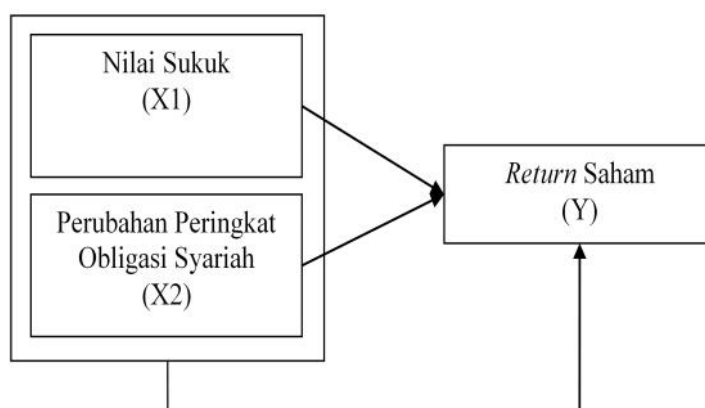 Nilai Sukuk
(X1)
Perubahan Peringkat
Obligasi Syariah
(X2)
Return Saham
(Y)